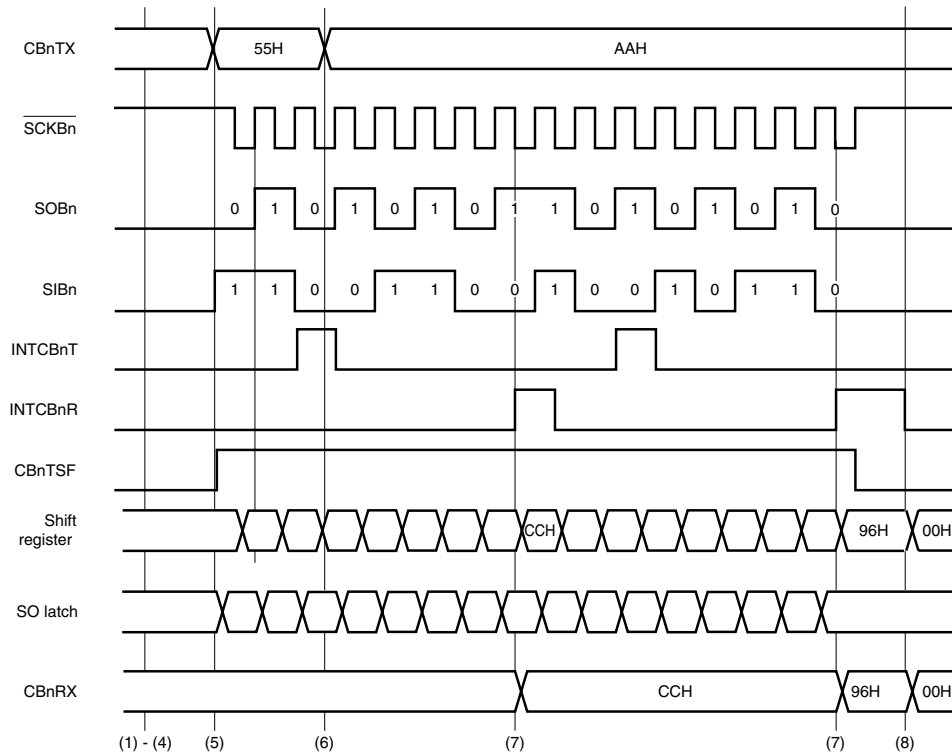 CBnTX 55H AAH
SCKBn
SOBn 0 1 0 1 0 1 0 1 1 0 1 0 1 0 1 0
SIBn 1 1 0 0 1 1 0 0 1 0 0 1 0 1 1 0
INTCBnT
INTCBnR
CBnTSF
Shift
register CCH 96H 00H
SO latch
CBnRX CCH 96H 00H
(1) - (4) (5) (6) (7) (7) (8)